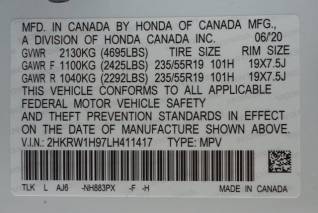 MFD. IN CANADA BY HONDA OF CANADA MFG.,
A DIVISION OF HONDA CANADA INC. 06/20
GVWR 2130KG (4695LBS) TIRE SIZE RIM SIZE
GAWR F 1100KG (2425LBS) 235/55R19 101H 19X7.5J
GAWR R 1040KG (2292LBS) 235/55R19 101H 19X7.5J
THIS VEHICLE CONFORMS TO ALL APPLICABLE
FEDERAL MOTOR VEHICLE SAFETY
AND THEFT PREVENTION STANDARDS IN EFFECT
ON THE DATE OF MANUFACTURE SHOWN ABOVE.
V.I.N.: 2HKRW1H97LH411417 TYPE: MPV
TLK L AJ6 -NH883PX -F -H MADE IN CANADA